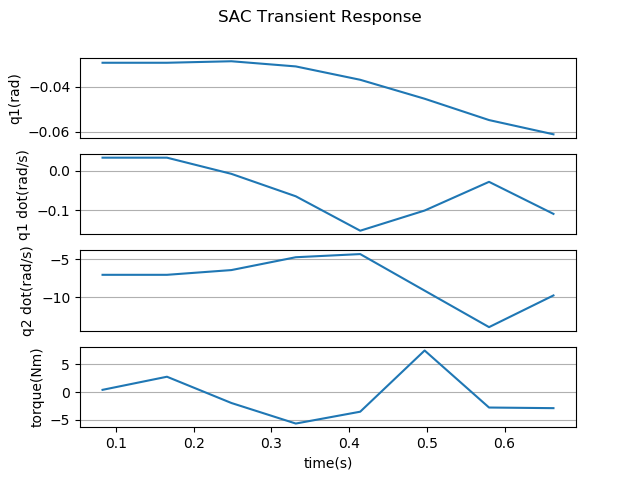 SAC Transient Response
q1(rad)
−0.04
−0.06
q1 dot(rad/s)
0.0
−0.1
q2 dot(rad/s)
−5
−10
torque(Nm)
5
0
−5
0.1 0.2 0.3 0.4 0.5 0.6
time(s)